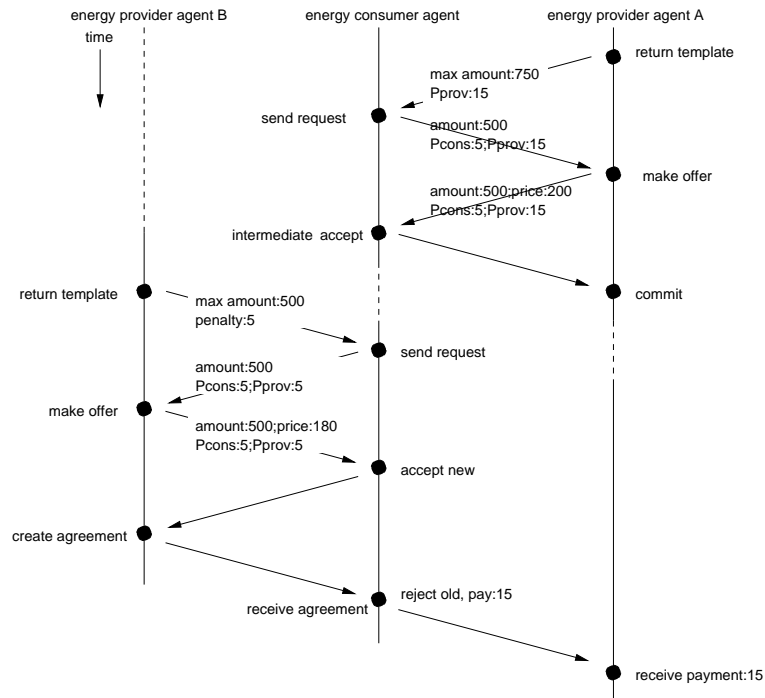 energy provider agent B
energy consumer agent
energy provider agent A
time
return template
max amount:750
Pprov:15
send request
amount:500
Pcons:5;Pprov:15
make offer
amount:500;price:200
Pcons:5;Pprov:15
intermediate accept
return template
commit
max amount:500
penalty:5
send request
amount:500
Pcons:5;Pprov:5
make offer
amount:500;price:180
Pcons:5;Pprov:5
accept new
create agreement
reject old, pay:15
receive agreement
receive payment:15